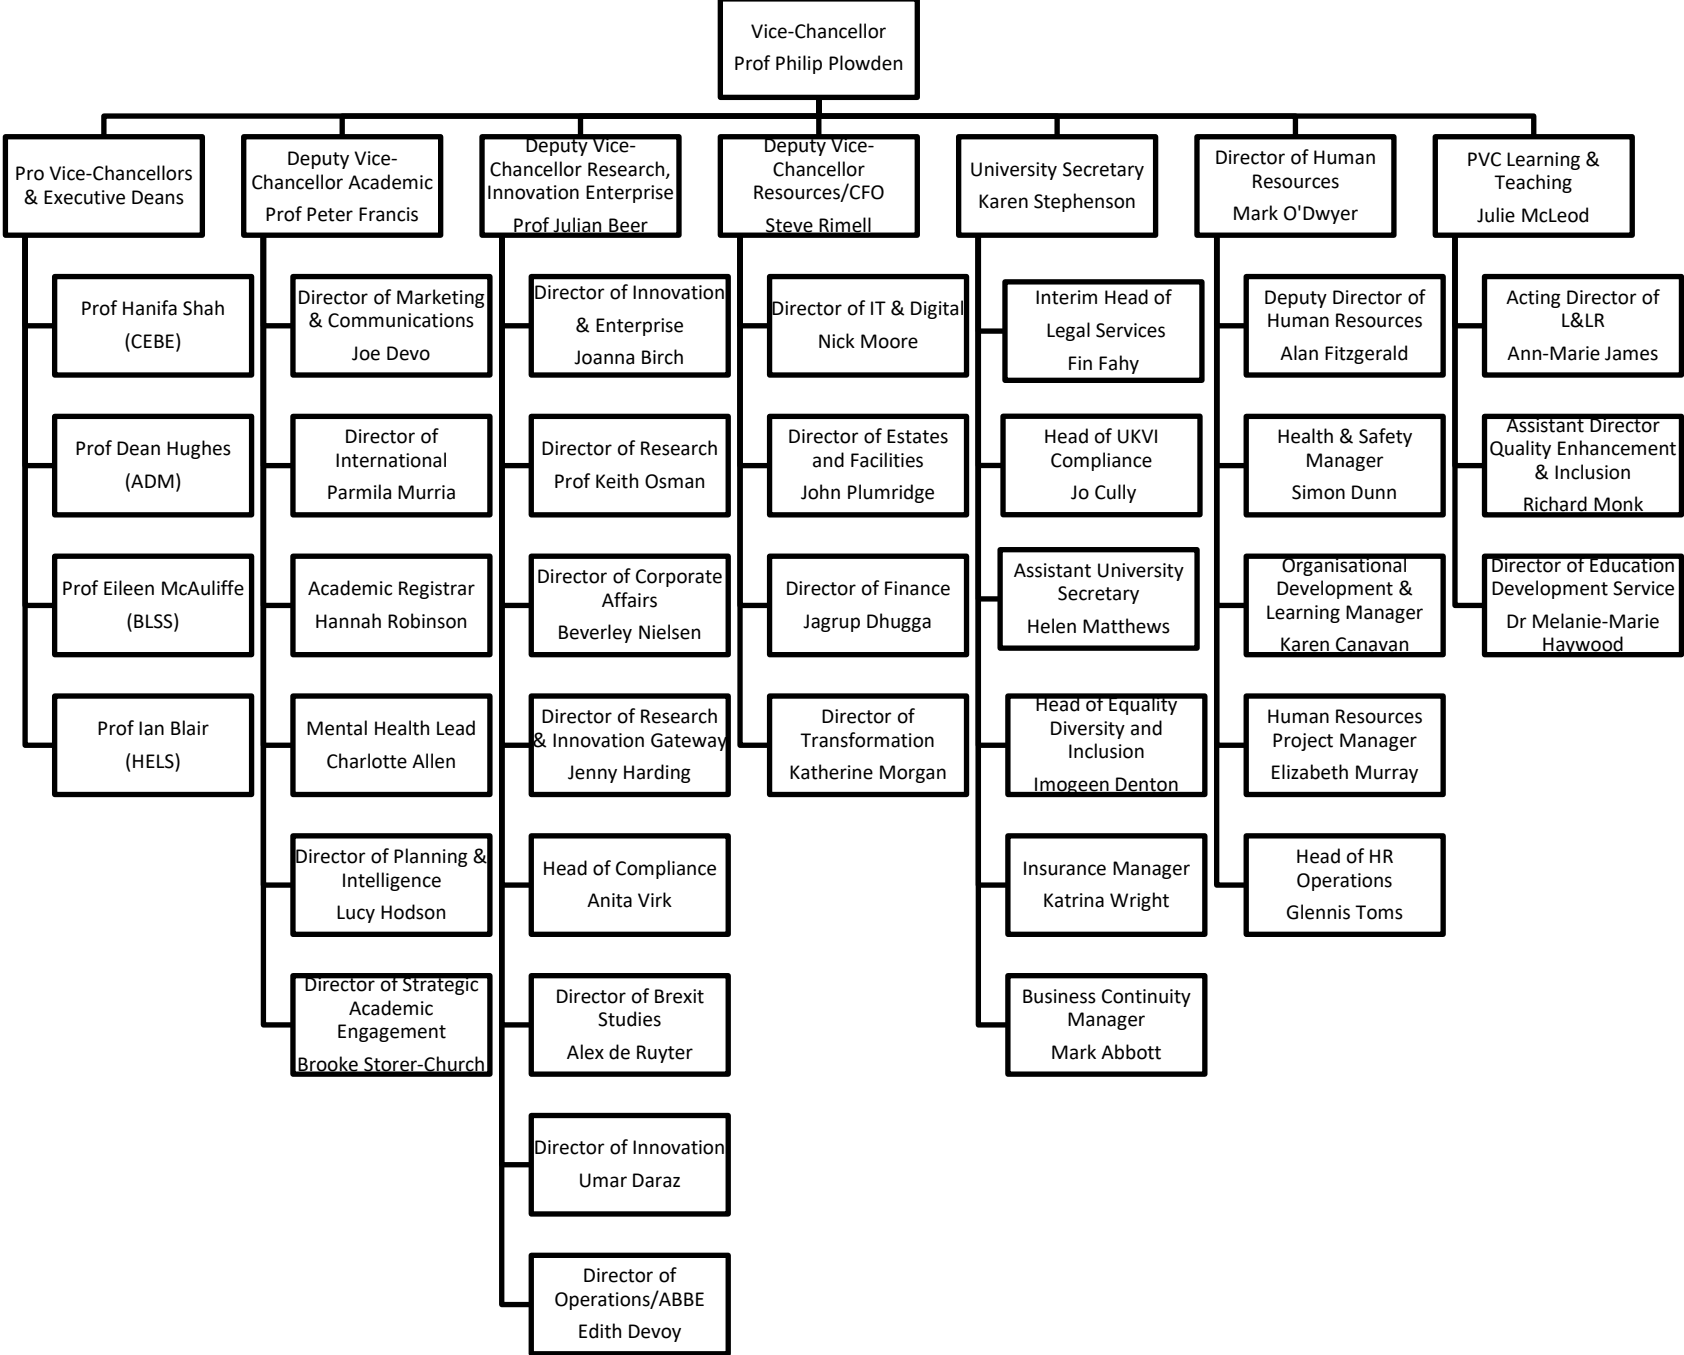 Vice-Chancellor
Prof Philip Plowden
Pro Vice-Chancellors
& Executive Deans
Prof Hanifa Shah
(CEBE)
Prof Dean Hughes
(ADM)
Prof Eileen McAuliffe
(BLSS)
Prof Ian Blair
(HELS)
Deputy Vice-
Chancellor Academic
Prof Peter Francis
Director of Marketing
& Communications
Joe Devo
Director of
International
Parmila Murria
Academic Registrar
Hannah Robinson
Mental Health Lead
Charlotte Allen
Director of Planning &
Intelligence
Lucy Hodson
Director of Strategic
Academic
Engagement
Brooke Storer-Church
Deputy Vice-
Chancellor Research,
Innovation Enterprise
Prof Julian Beer
Director of Innovation
& Enterprise
Joanna Birch
Director of Research
Prof Keith Osman
Director of Corporate
Affairs
Beverley Nielsen
Director of Research
& Innovation Gateway
Jenny Harding
Head of Compliance
Anita Virk
Director of Brexit
Studies
Alex de Ruyter
Director of Innovation
Umar Daraz
Director of
Operations/ABBE
Edith Devoy
Deputy Vice-
Chancellor
Resources/CFO
Steve Rimell
Director of IT & Digital
Nick Moore
Director of Estates
and Facilities
John Plumridge
Director of Finance
Jagrup Dhugga
Director of
Transformation
Katherine Morgan
University Secretary
Karen Stephenson
Interim Head of
Legal Services
Fin Fahy
Head of UKVI
Compliance
Jo Cully
Assistant University
Secretary
Helen Matthews
Head of Equality
Diversity and
Inclusion
Imogeen Denton
Insurance Manager
Katrina Wright
Business Continuity
Manager
Mark Abbott
Director of Human
Resources
Mark O'Dwyer
Deputy Director of
Human Resources
Alan Fitzgerald
Health & Safety
Manager
Simon Dunn
Organisational
Development &
Learning Manager
Karen Canavan
Human Resources
Project Manager
Elizabeth Murray
Head of HR
Operations
Glennis Toms
PVC Learning &
Teaching
Julie McLeod
Acting Director of
L&LR
Ann-Marie James
Assistant Director
Quality Enhancement
& Inclusion
Richard Monk
Director of Education
Development Service
Dr Melanie-Marie
Haywood